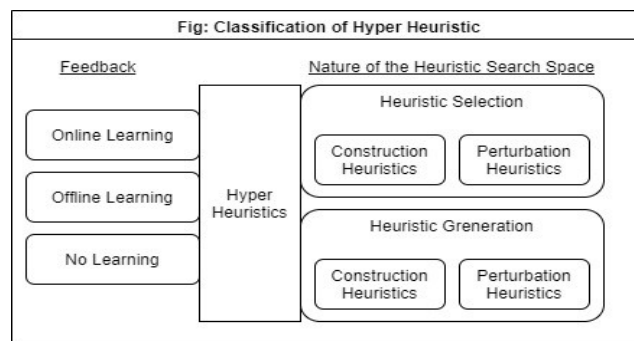 Fig: Classification of Hyper Heuristic
Feedback
Nature of the Heuristic Search Space
Online Learning
Offline Learning
No Learning
Hyper
Heuristics
Heuristic Selection
Construction
Heuristics
Perturbation
Heuristics
Heuristic Greneration
Construction
Heuristics
Perturbation
Heuristics